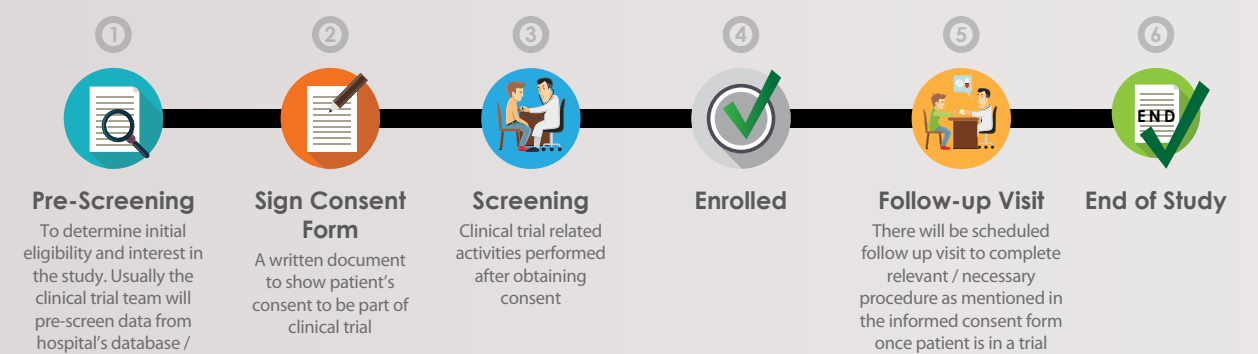 1
2
3
4
5
6
END
Pre-Screening
To determine initial
eligibility and interest in
the study. Usually the
clinical trial team will
pre-screen data from
hospital's database /
Sign Consent
Form
A written document
to show patient's
consent to be part of
clinical trial
Screening
Clinical trial related
activities performed
after obtaining
consent
Enrolled
Follow-up Visit
There will be scheduled
follow up visit to complete
relevant / necessary
procedure as mentioned in
the informed consent form
once patient is in a trial
End of Study